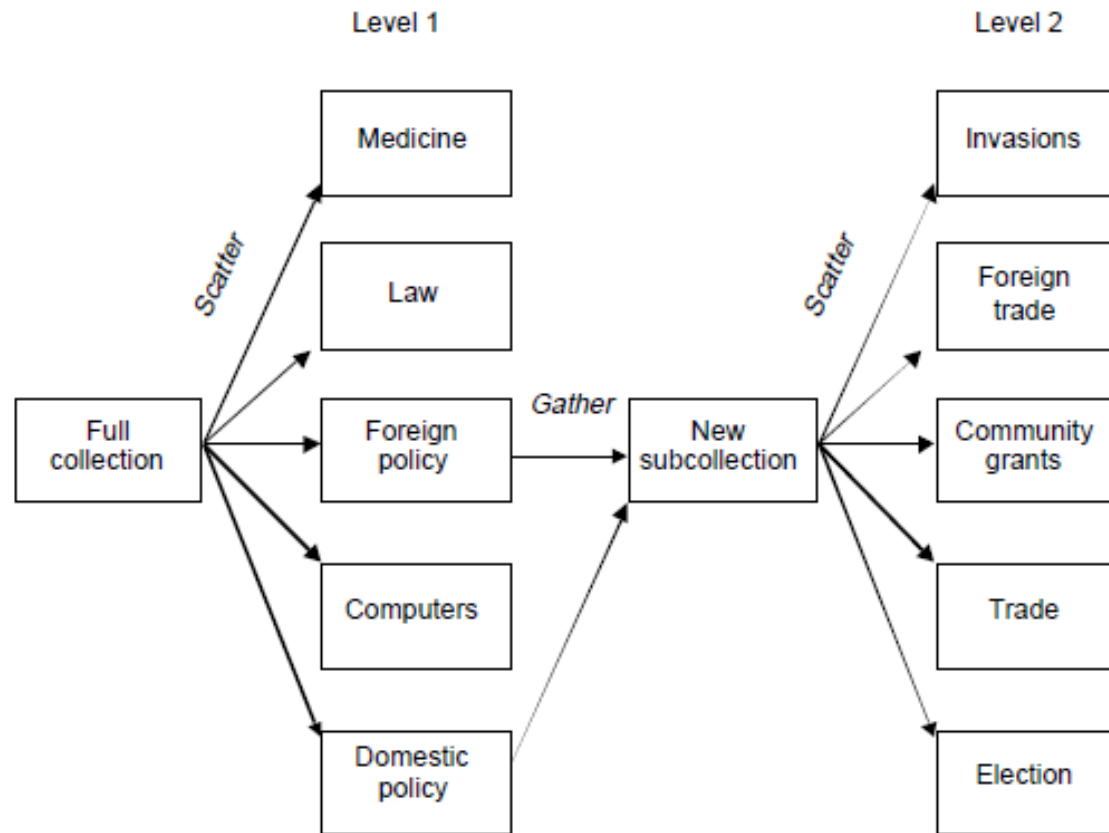 Level 1
Level 2
Medicine
Invasions
Scatter
Scatter
Law
Foreign
trade
Full
collection
Foreign
policy
Gather
New
subcollection
Community
grants
Computers
Trade
Domestic
policy
Election